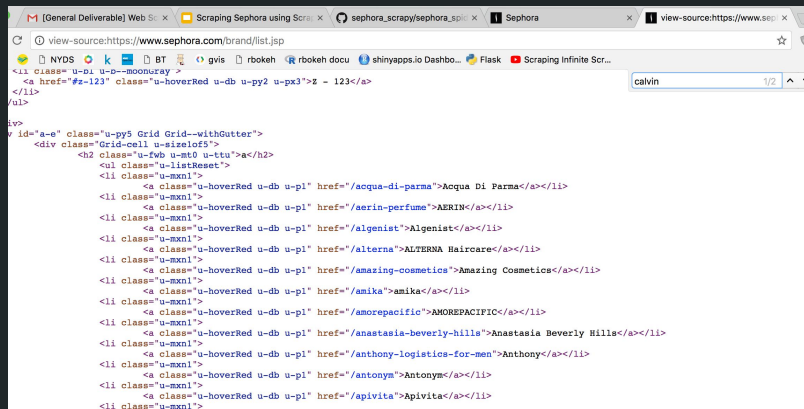 [General Deliverable] Web Sc
Scraping Sephora using Scrap
sephora_scrapy/sephora_spid
Sephora
view-source:https://www.sep
view-source:https://www.sephora.com/brand/list.jsp
NYDS
BT
gvis
rbokeh
rbokeh docu
shinyapps.io Dashbo...
Flask
Scraping Infinite Scr...
calvin
1/2
<li class="u-bl u-b--moonGray">
<a href="#z-123" class="u-hoverRed u-db u-py2 u-px3">Z - 123</a>
</li>
/ul>
iv>
v id="a-e" class="u-py5 Grid Grid--withGutter">
<div class="Grid-cell u-size1of5">
<h2 class="u-fwb u-mt0 u-ttu">a</h2>
<ul class="u-listReset">
<li class="u-mxn1">
<a class="u-hoverRed u-db u-p1" href="/acqua-di-parma">Acqua Di Parma</a></li>
<li class="u-mxn1">
<a class="u-hoverRed u-db u-p1" href="/aerin-perfume">AERIN</a></li>
<li class="u-mxn1">
<a class="u-hoverRed u-db u-p1" href="/algenist">Algenist</a></li>
<li class="u-mxn1">
<a class="u-hoverRed u-db u-p1" href="/alterna">ALTERNA Haircare</a></li>
<li class="u-mxn1">
<a class="u-hoverRed u-db u-p1" href="/amazing-cosmetics">Amazing Cosmetics</a></li>
<li class="u-mxn1">
<a class="u-hoverRed u-db u-p1" href="/amika">amika</a></li>
<li class="u-mxn1">
<a class="u-hoverRed u-db u-p1" href="/amorepacific">AMOREPACIFIC</a></li>
<li class="u-mxn1">
<a class="u-hoverRed u-db u-p1" href="/anastasia-beverly-hills">Anastasia Beverly Hills</a></li>
<li class="u-mxn1">
<a class="u-hoverRed u-db u-p1" href="/anthony-logistics-for-men">Anthony</a></li>
<li class="u-mxn1">
<a class="u-hoverRed u-db u-p1" href="/antonym">Antonym</a></li>
<li class="u-mxn1">
<a class="u-hoverRed u-db u-p1" href="/apivita">Apivita</a></li>
<li class="u-mxn1">